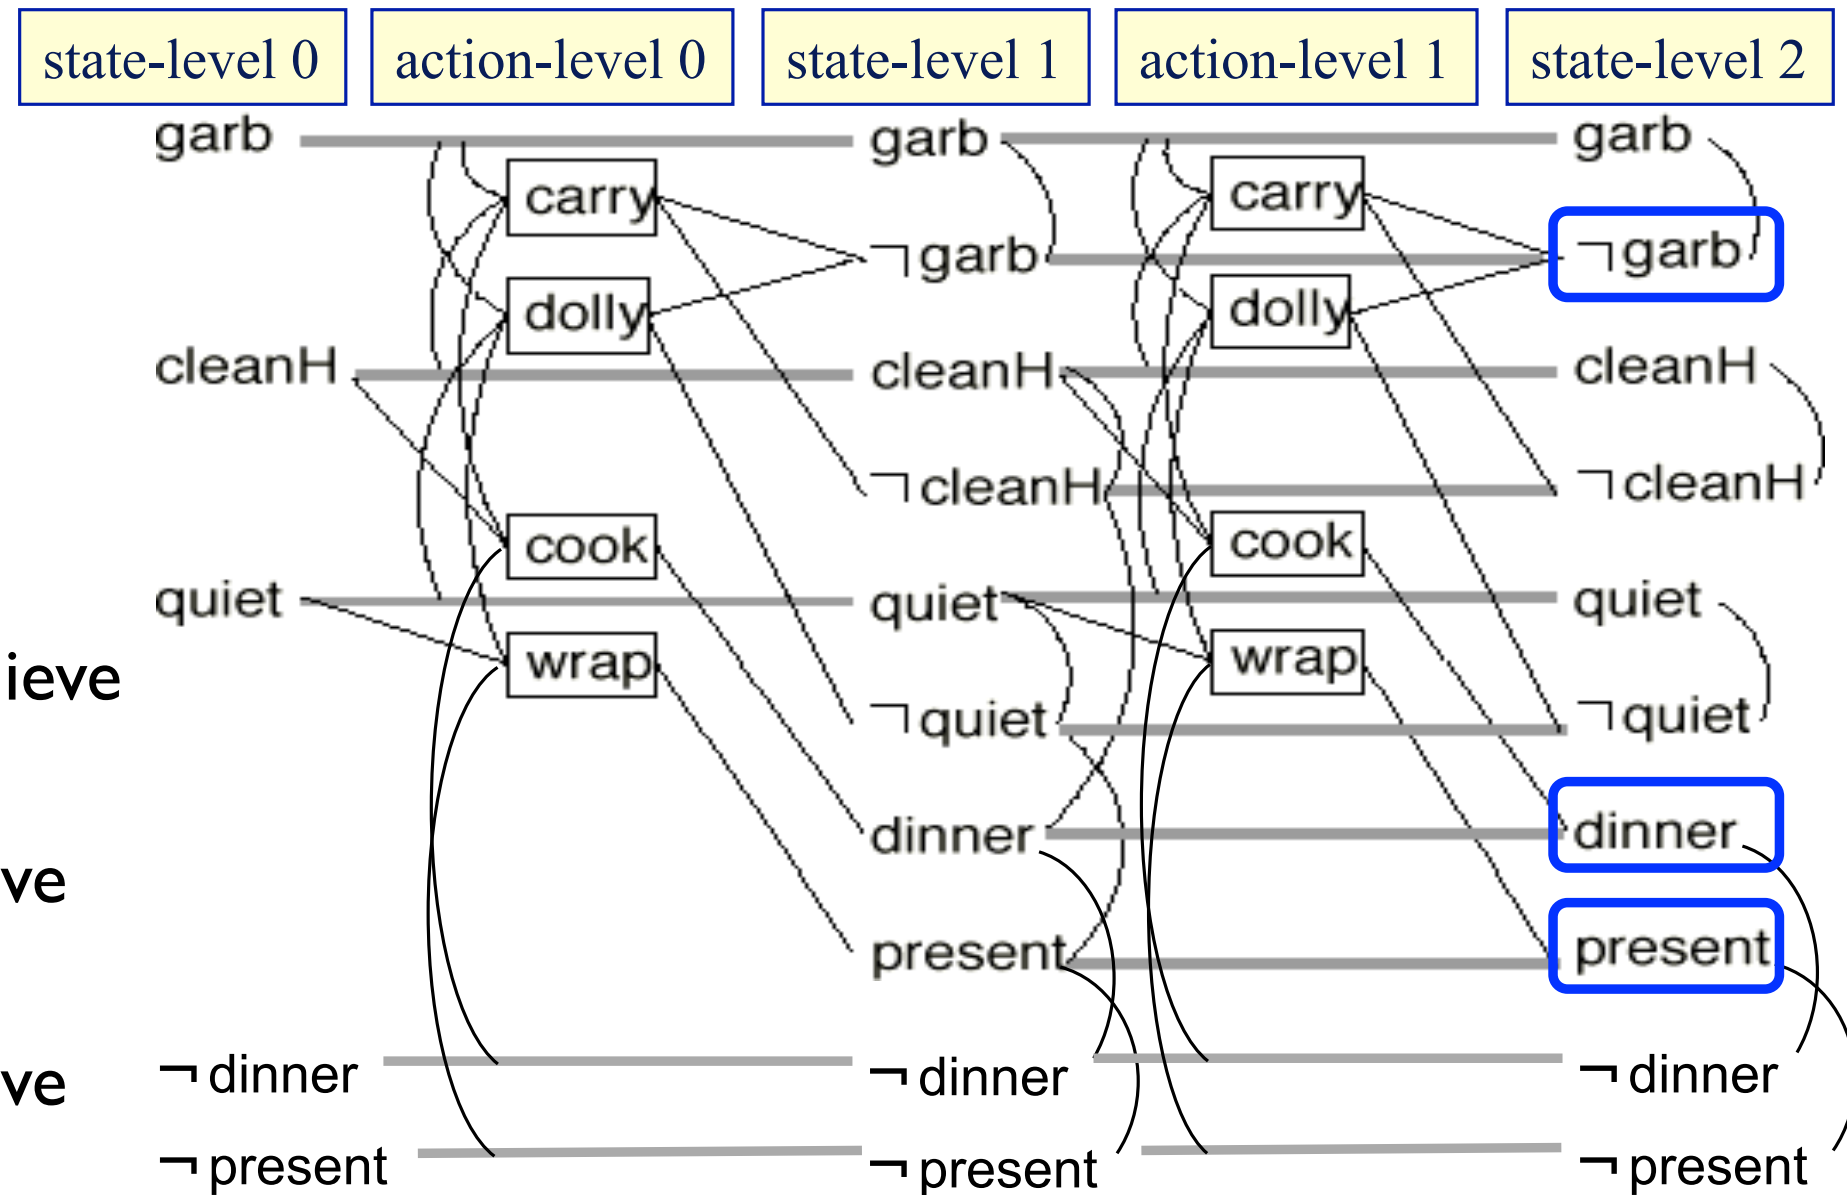 state-level 0 action-level 0 state-level 1 action-level 1 state-level 2
garb garb garb
carry carry
¬garb ¬garb
dolly dolly
cleanH cleanH cleanH
¬cleanH ¬cleanH
cook cook
quiet quiet quiet
wrap wrap
ieve
¬quiet ¬quiet
dinner dinner
ve
present present
¬ dinner ¬ dinner ¬ dinner
ve
¬ present ¬ present ¬ present